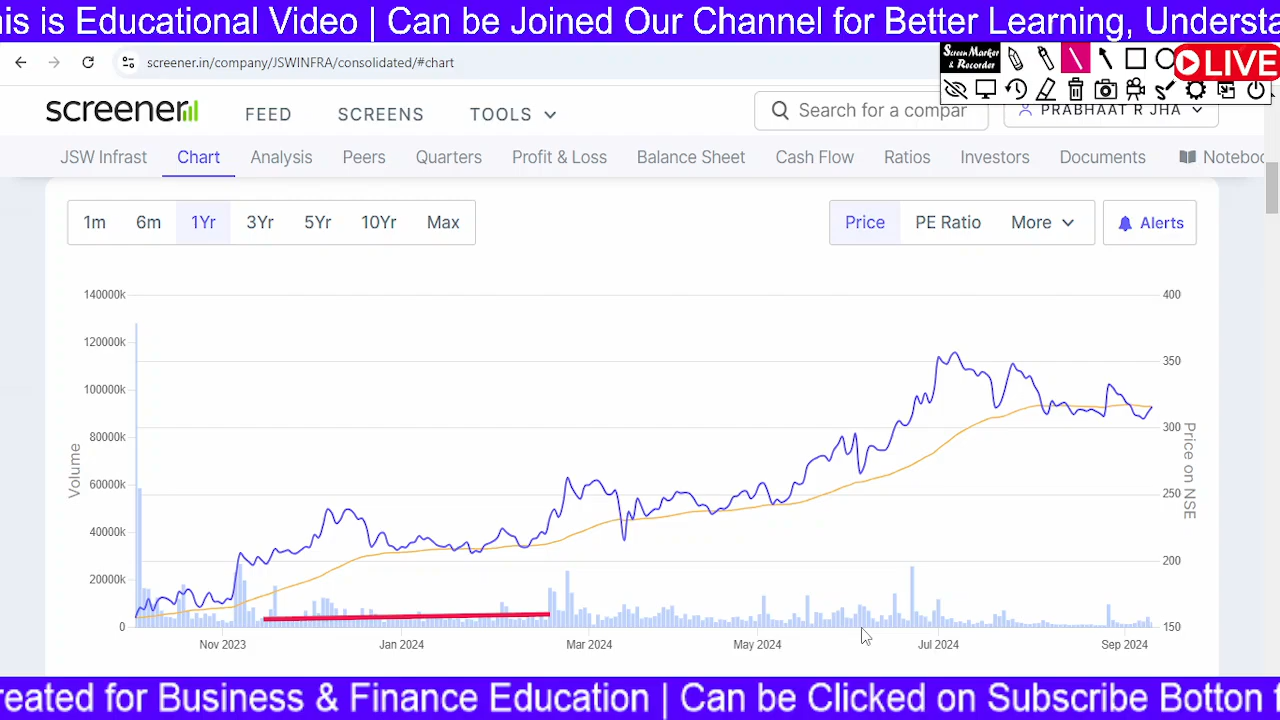 his is Educational Video | Can be Joined Our Channel for Better Learning, Understa
screener.in/company/JSWINFRA/consolidated/#chart
Screen Marker & Recorder
LIVE
screener
FEED
SCREENS
TOOLS
Search for a compar
PRABHAAT R JHA
JSW Infrast
Chart
Analysis
Peers
Quarters
Profit & Loss
Balance Sheet
Cash Flow
Ratios
Investors
Documents
Noteboo
1m 6m 1Yr 3Yr 5Yr 10Yr Max
Price PE Ratio More
Alerts
140000k 400
120000k
350
100000k
80000k 300
60000k
250
40000k
200
20000k
0 150
Volume
Price on NSE
Nov 2023 Jan 2024 Mar 2024 May 2024 Jul 2024 Sep 2024
reated for Business & Finance Education | Can be Clicked on Subscribe Botton f